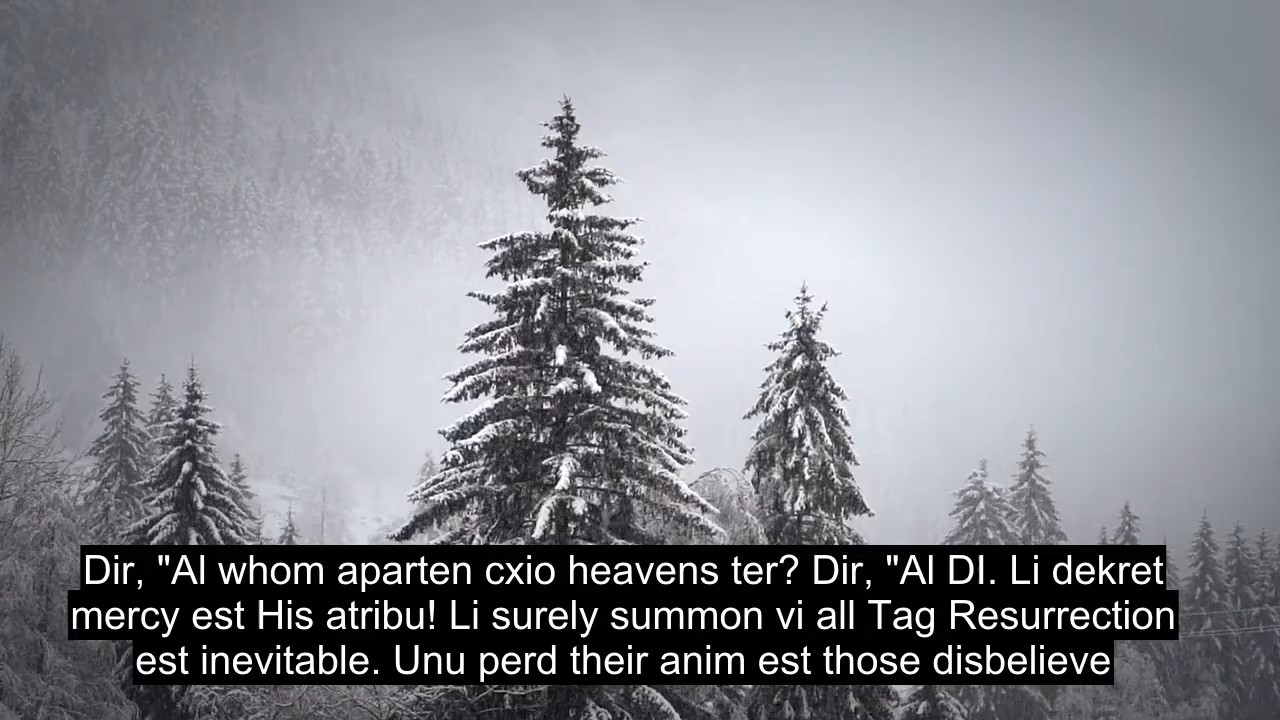 Dir, "Al whom aparten cxio heavens ter? Dir, "Al DI. Li dekret
mercy est His atribu! Li surely summon vi all Tag Resurrection
est inevitable. Unu perd their anim est those disbelieve